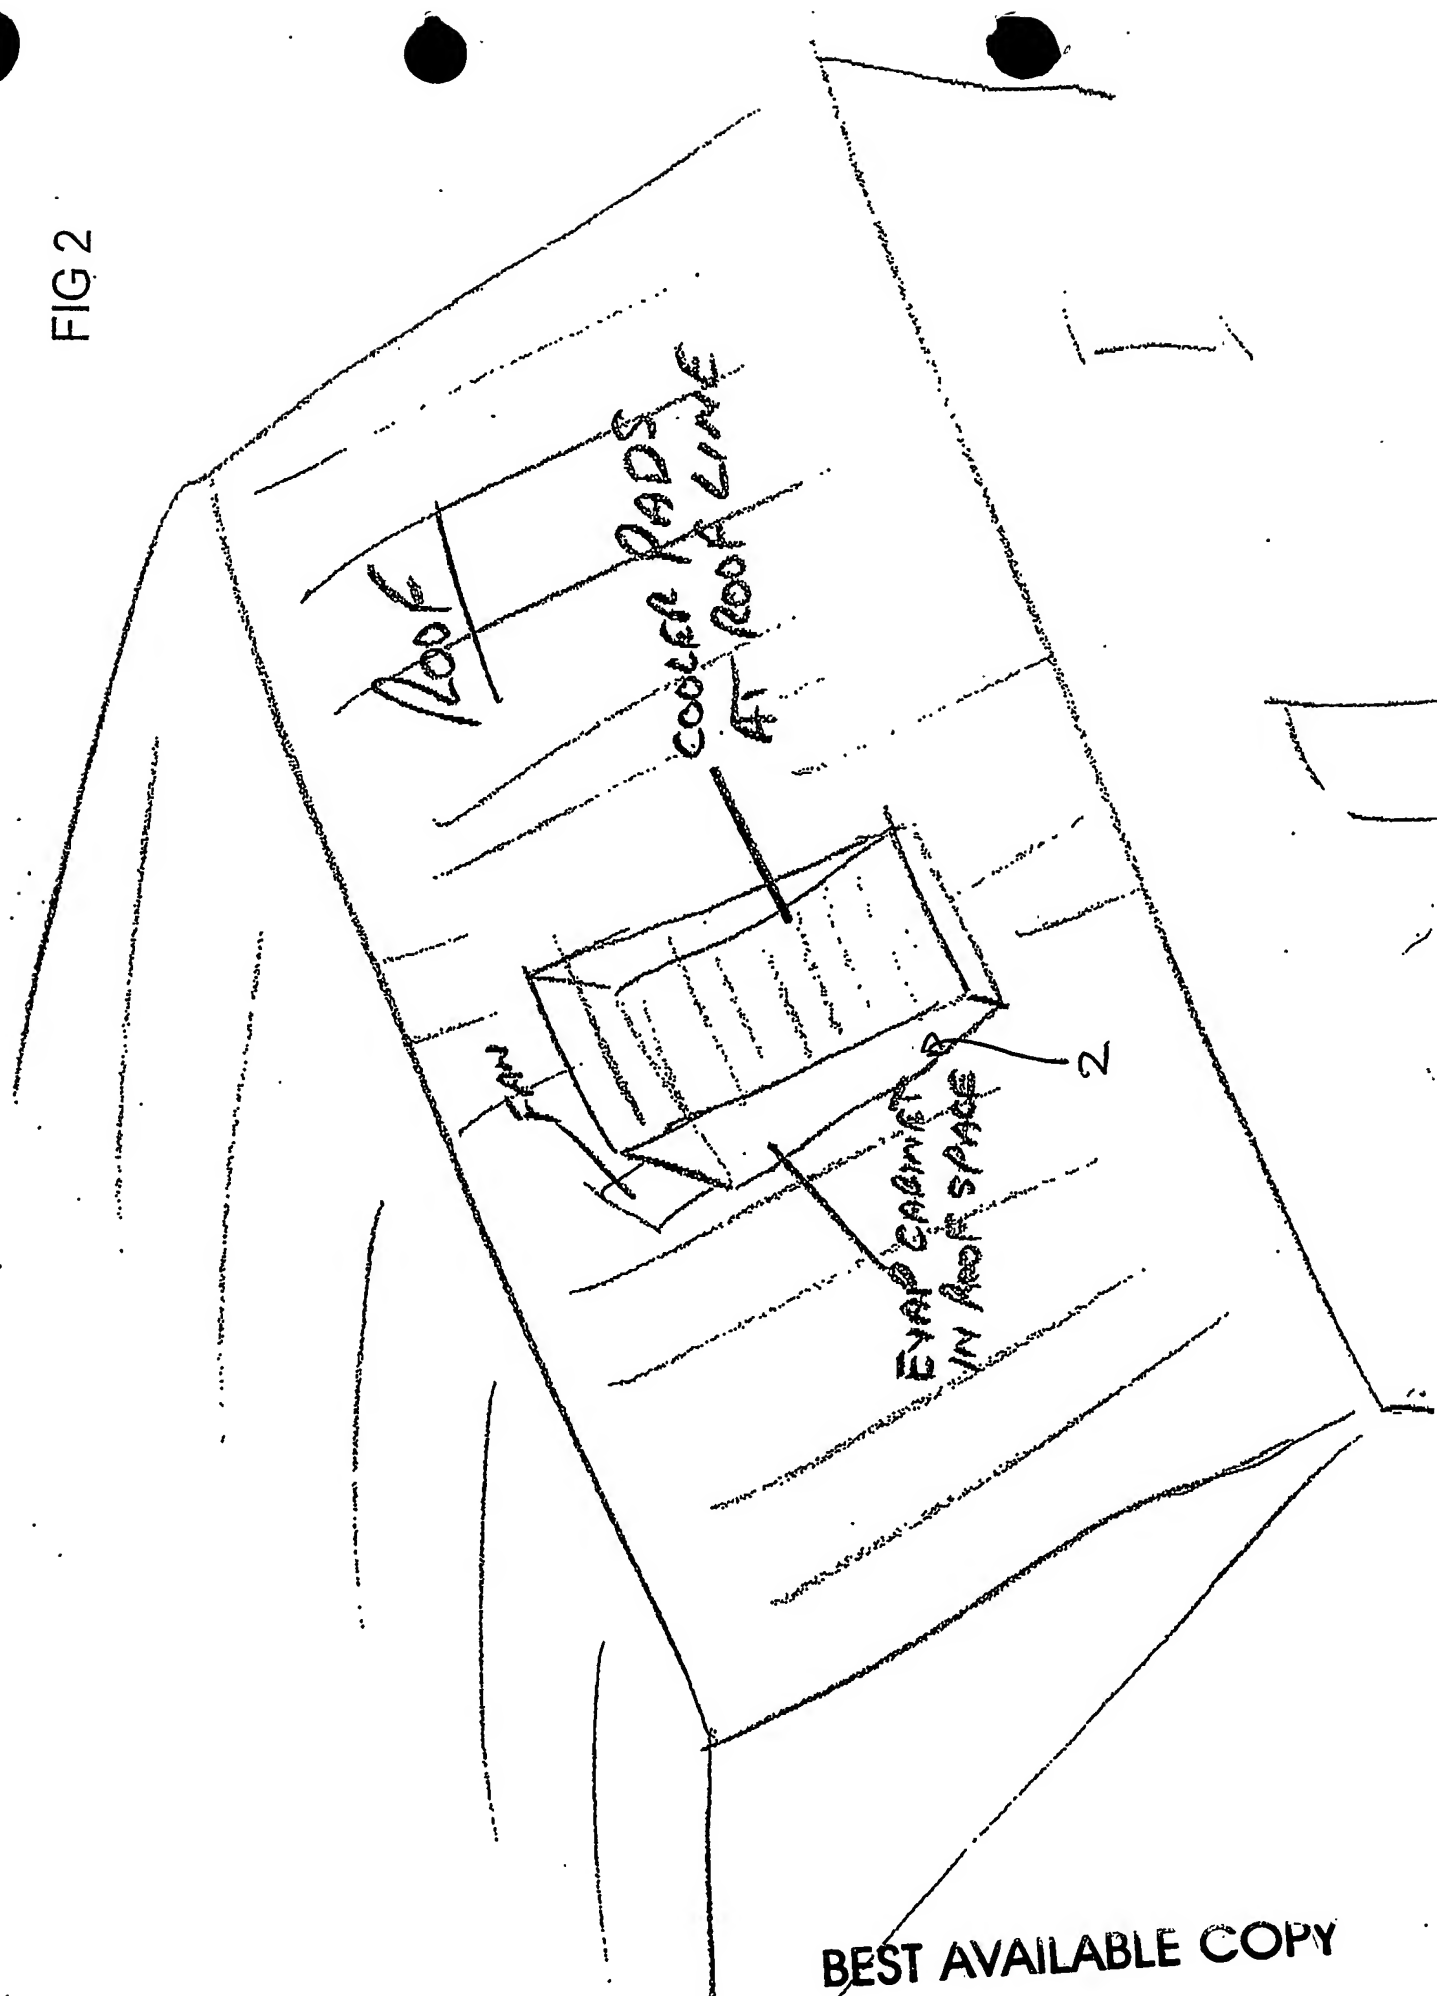 FIG 2
ROOF
COOLER PADS
AT ROOF LINE
FAN
EVAP CABINET
IN ROOF SPACE
2
BEST AVAILABLE COPY